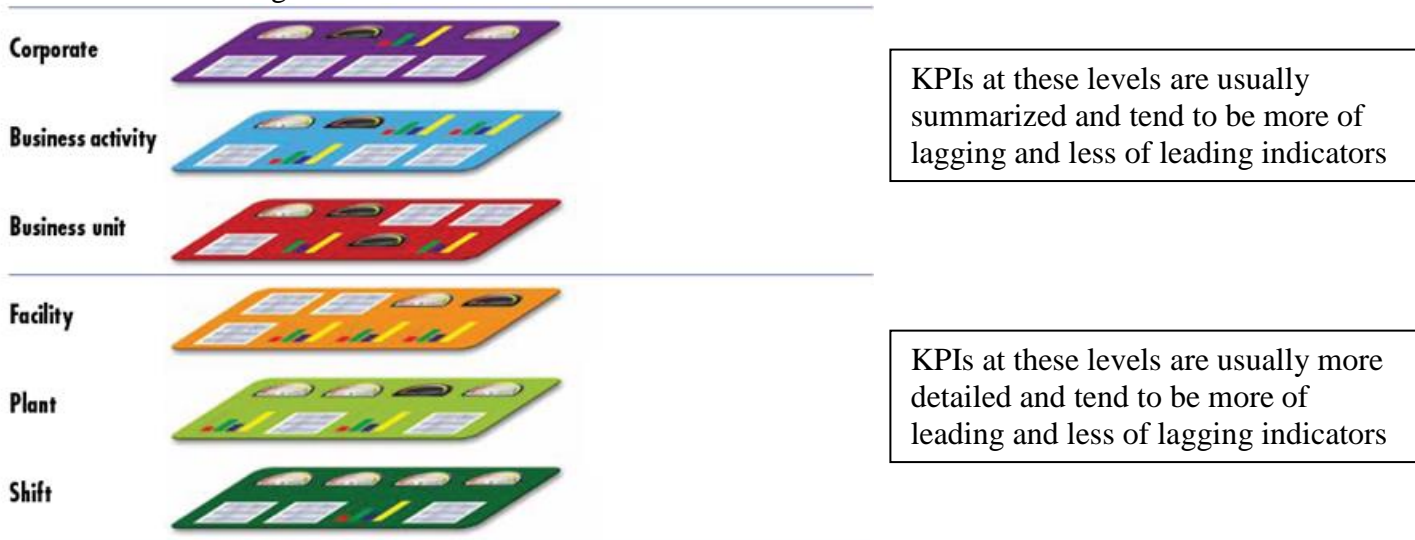 Corporate
KPIs at these levels are usually
summarized and tend to be more of
lagging and less of leading indicators
Business activity
Business unit
Facility
KPIs at these levels are usually more
detailed and tend to be more of
leading and less of lagging indicators
Plant
Shift